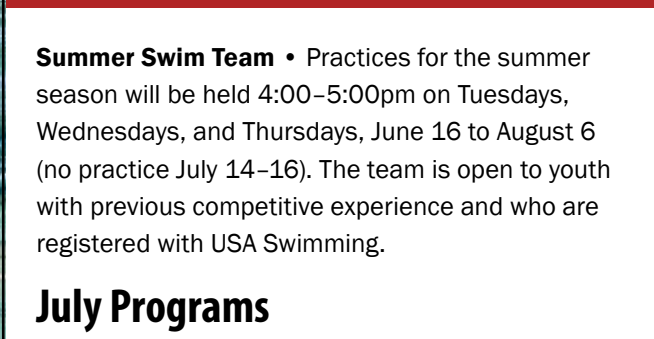 Summer Swim Team • Practices for the summer
season will be held 4:00–5:00pm on Tuesdays,
Wednesdays, and Thursdays, June 16 to August 6
(no practice July 14–16). The team is open to youth
with previous competitive experience and who are
registered with USA Swimming.
July Programs